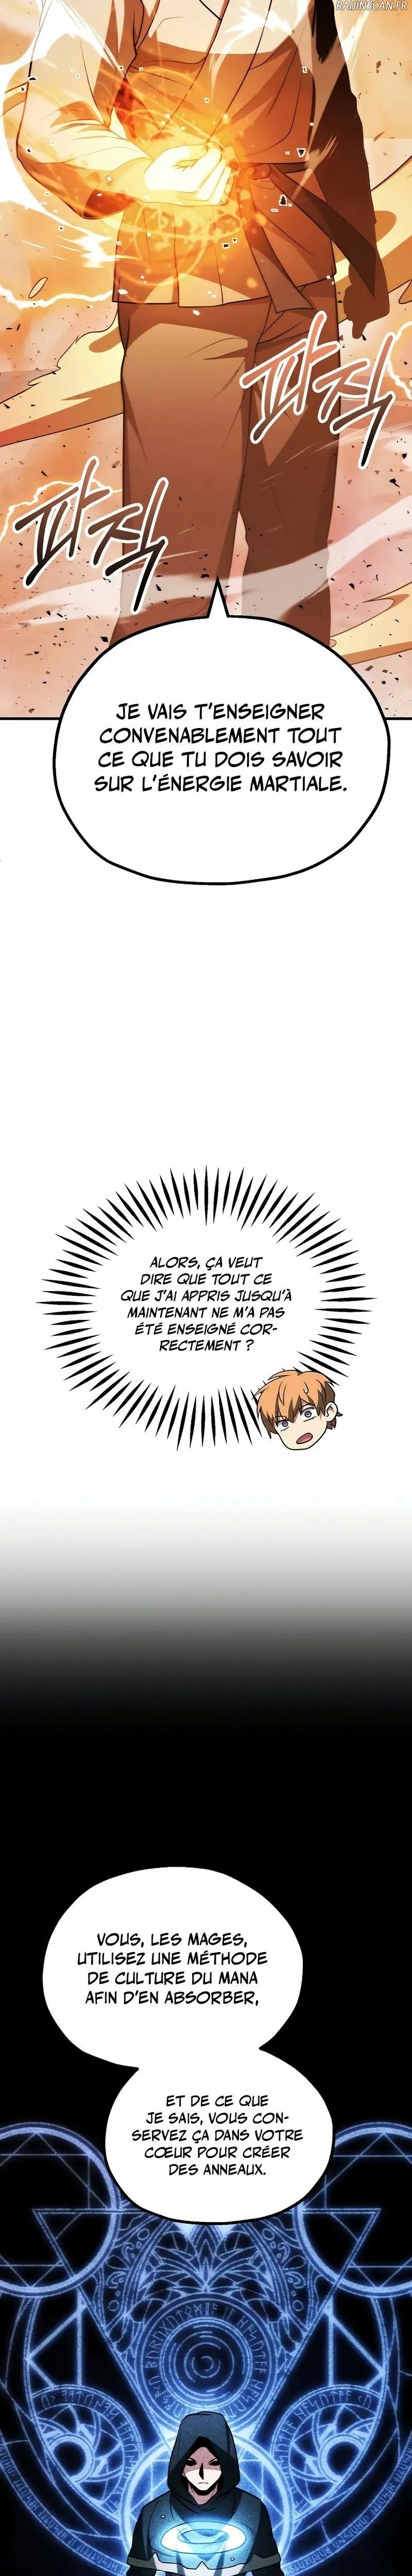 RAIJINSCAN.FR
파직
파직
JE VAIS T'ENSEIGNER
CONVENABLEMENT TOUT
CE QUE TU DOIS SAVOIR
SUR L'ÉNERGIE MARTIALE.
ALORS, ÇA VEUT
DIRE QUE TOUT CE
QUE J'AI APPRIS JUSQU'À
MAINTENANT NE M'A PAS
ÉTÉ ENSEIGNÉ COR-
RECTEMENT ?
VOUS, LES MAGES,
UTILISEZ UNE MÉTHODE
DE CULTURE DU MANA
AFIN D'EN ABSORBER,
ET DE CE QUE
JE SAIS, VOUS CON-
SERVEZ ÇA DANS VOTRE
CŒUR POUR CRÉER
DES ANNEAUX.